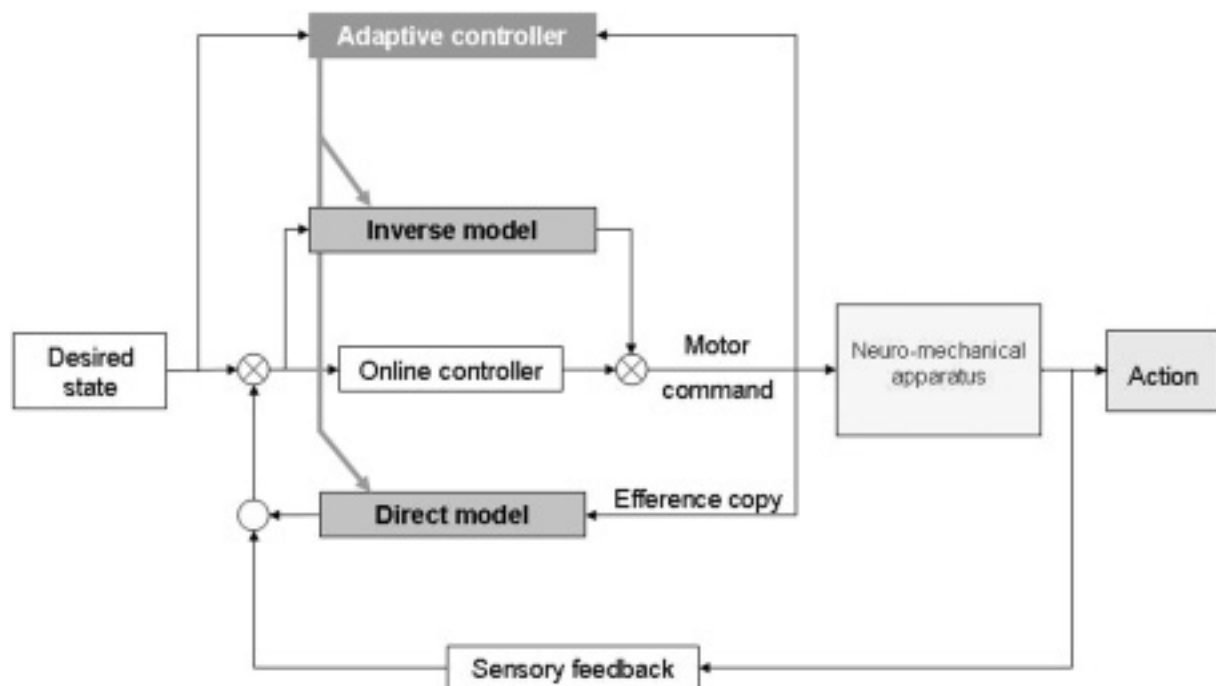 Adaptive controller
Inverse model
Desired
state
Online controller
Motor
command
Neuro-mechanical
apparatus
Action
Direct model
Efference copy
Sensory feedback